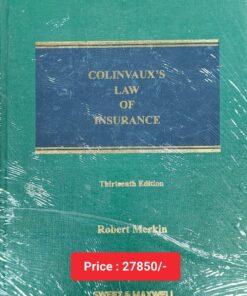 COLINVAUX'S
LAW
OF
INSURANCE
Thirteenth Edition
Robert Merkin
Price : 27850/-
SWEET & MAXWELL